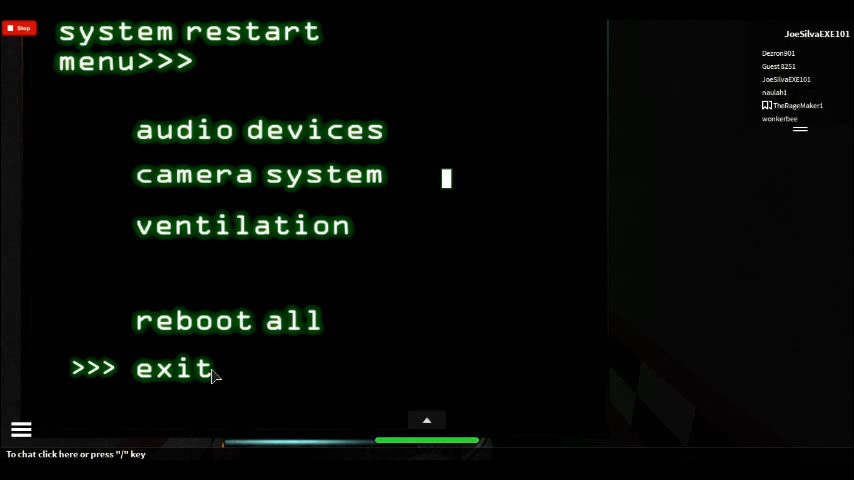 Stop
system restart
menu>>>
audio devices
camera system
ventilation
reboot all
>>> exit
JoeSilvaEXE101
Dezron901
Guest 8251
JoeSilvaEXE101
naulah1
TheRageMaker1
wonkerbee
To chat click here or press "/" key